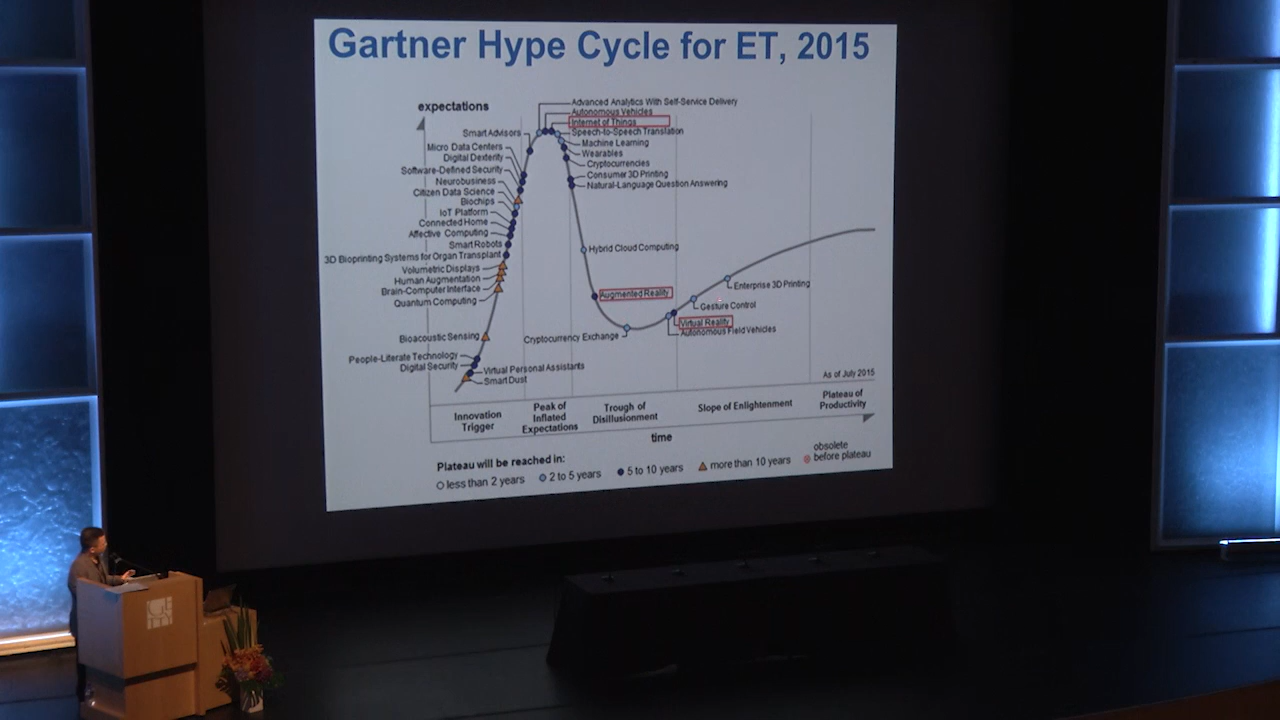 Gartner Hype Cycle for ET, 2015
expectations
Advanced Analytics With Self-Service Delivery
Autonomous Vehicles
Internet of Things
Speech-to-Speech Translation
Machine Learning
Wearables
Cryptocurrencies
Consumer 3D Printing
Natural-Language Question Answering
Smart Advisors
Micro Data Centers
Digital Dexterity
Software-Defined Security
Neurobusiness
Citizen Data Science
Biochips
IoT Platform
Connected Home
Affective Computing
Smart Robots
3D Bioprinting Systems for Organ Transplant
Volumetric Displays
Human Augmentation
Brain-Computer Interface
Quantum Computing
Bioacoustic Sensing
People-Literate Technology
Digital Security
Virtual Personal Assistants
Smart Dust
Hybrid Cloud Computing
Augmented Reality
Cryptocurrency Exchange
Enterprise 3D Printing
Gesture Control
Virtual Reality
Autonomous Field Vehicles
As of July 2015
Innovation
Trigger
Peak of
Inflated
Expectations
Trough of
Disillusionment
Slope of Enlightenment
Plateau of
Productivity
time
Plateau will be reached in:
less than 2 years
2 to 5 years
5 to 10 years
more than 10 years
obsolete
before plateau